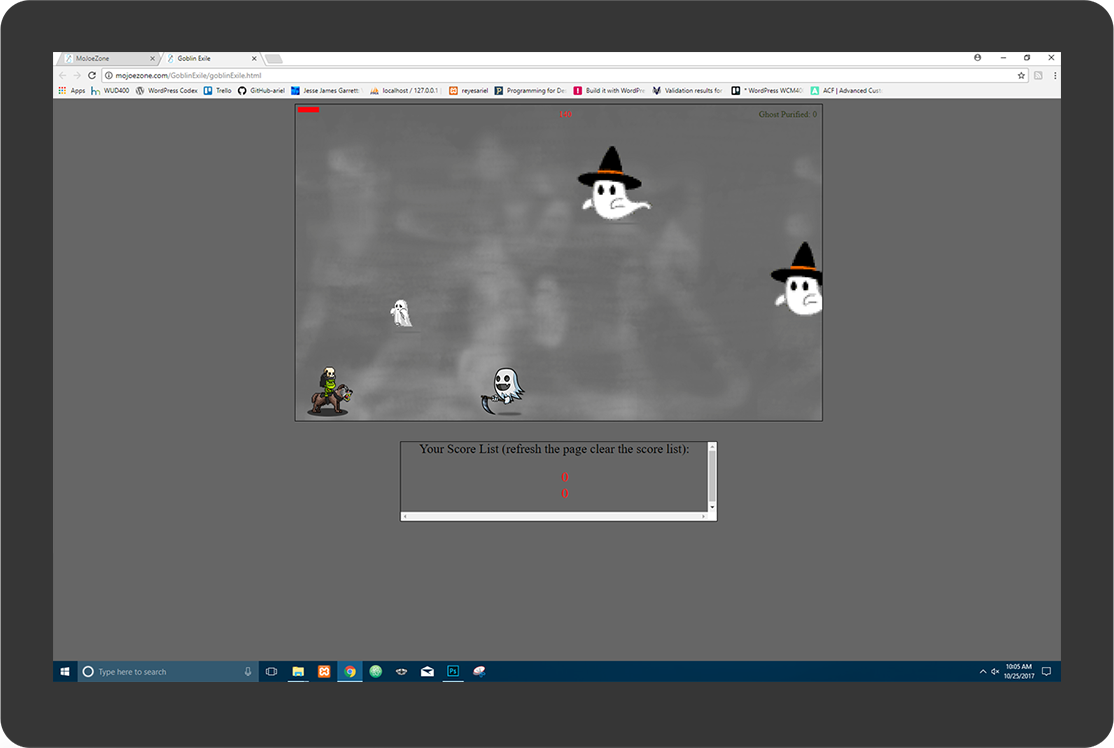 MoJoeZone
Goblin Exile
mojoezone.com/GoblinExile/goblinExile.html
Apps WUD400 WordPress Codex Trello GitHub-ariel Jesse James Garrett: localhost / 127.0.0.1 reyesariel Programming for De Build it with WordPre Validation results for * WordPress WCM40 ACF | Advanced Cust
Ghost Purified: 0
Your Score List (refresh the page clear the score list):
0
0
Type here to search
Pt
10:05 AM
10/25/2017